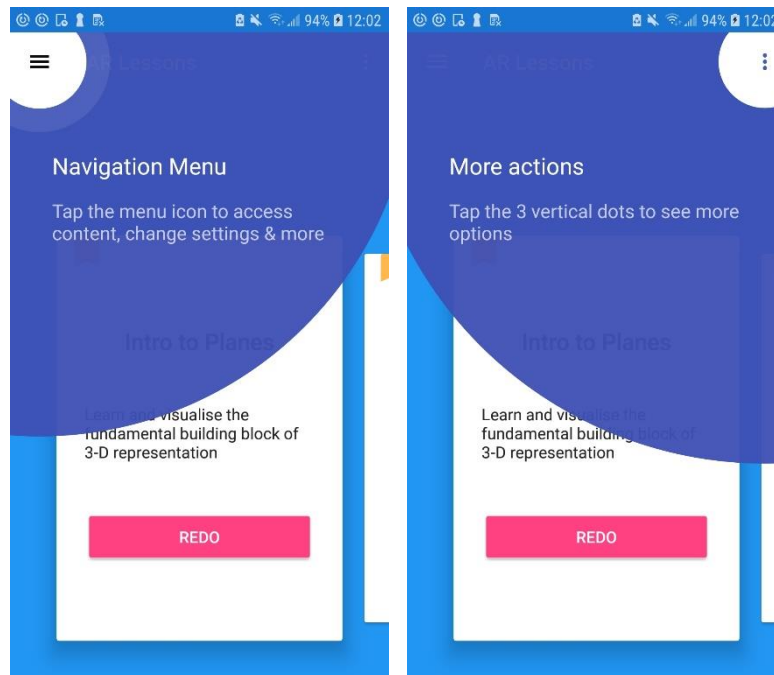 94% 12:02
AR Lessons
Navigation Menu
Tap the menu icon to access
content, change settings & more
Intro to Planes
Learn and visualise the
fundamental building block of
3-D representation
REDO
94% 12:02
AR Lessons
More actions
Tap the 3 vertical dots to see more
options
Intro to Planes
Learn and visualise the
fundamental building block of
3-D representation
REDO